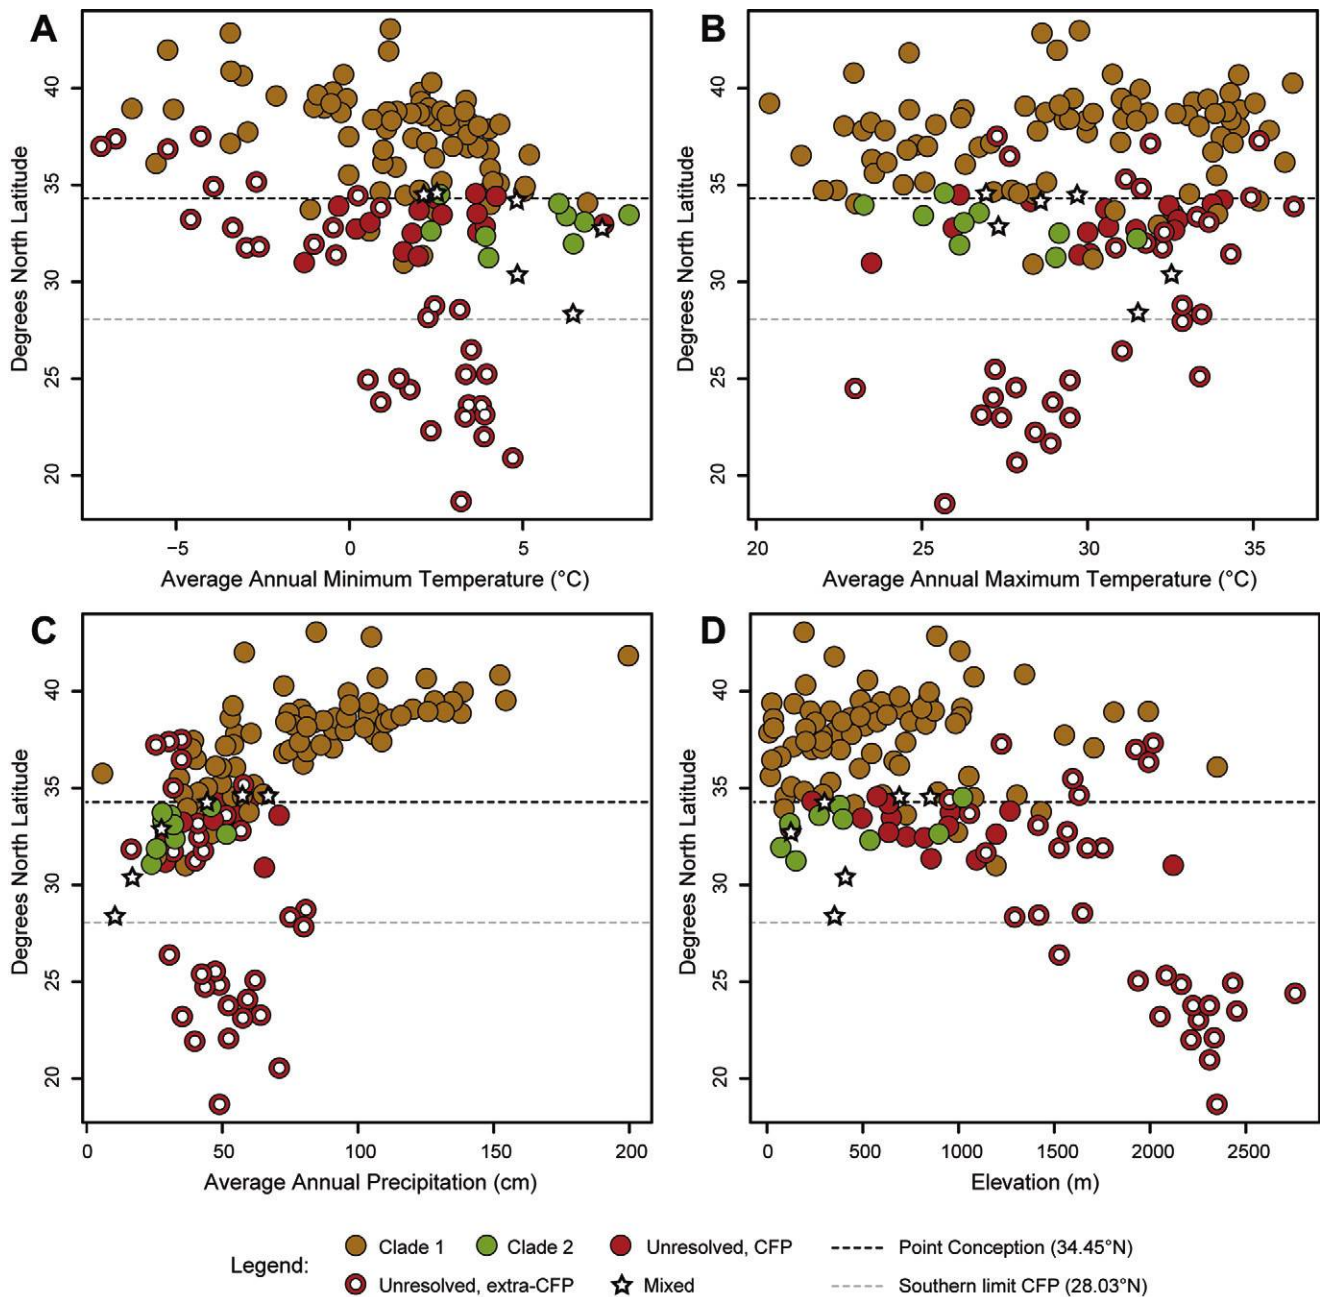 A
Degrees North Latitude
40
35
30
25
20
−5
0
5
Average Annual Minimum Temperature (°C)
B
Degrees North Latitude
40
35
30
25
20
20
25
30
35
Average Annual Maximum Temperature (°C)
C
Degrees North Latitude
40
35
30
25
20
0
50
100
150
200
Average Annual Precipitation (cm)
D
Degrees North Latitude
40
35
30
25
20
0
500
1000
1500
2000
2500
Elevation (m)
Legend:
Clade 1
Clade 2
Unresolved, CFP
Point Conception (34.45°N)
Unresolved, extra-CFP
Mixed
Southern limit CFP (28.03°N)